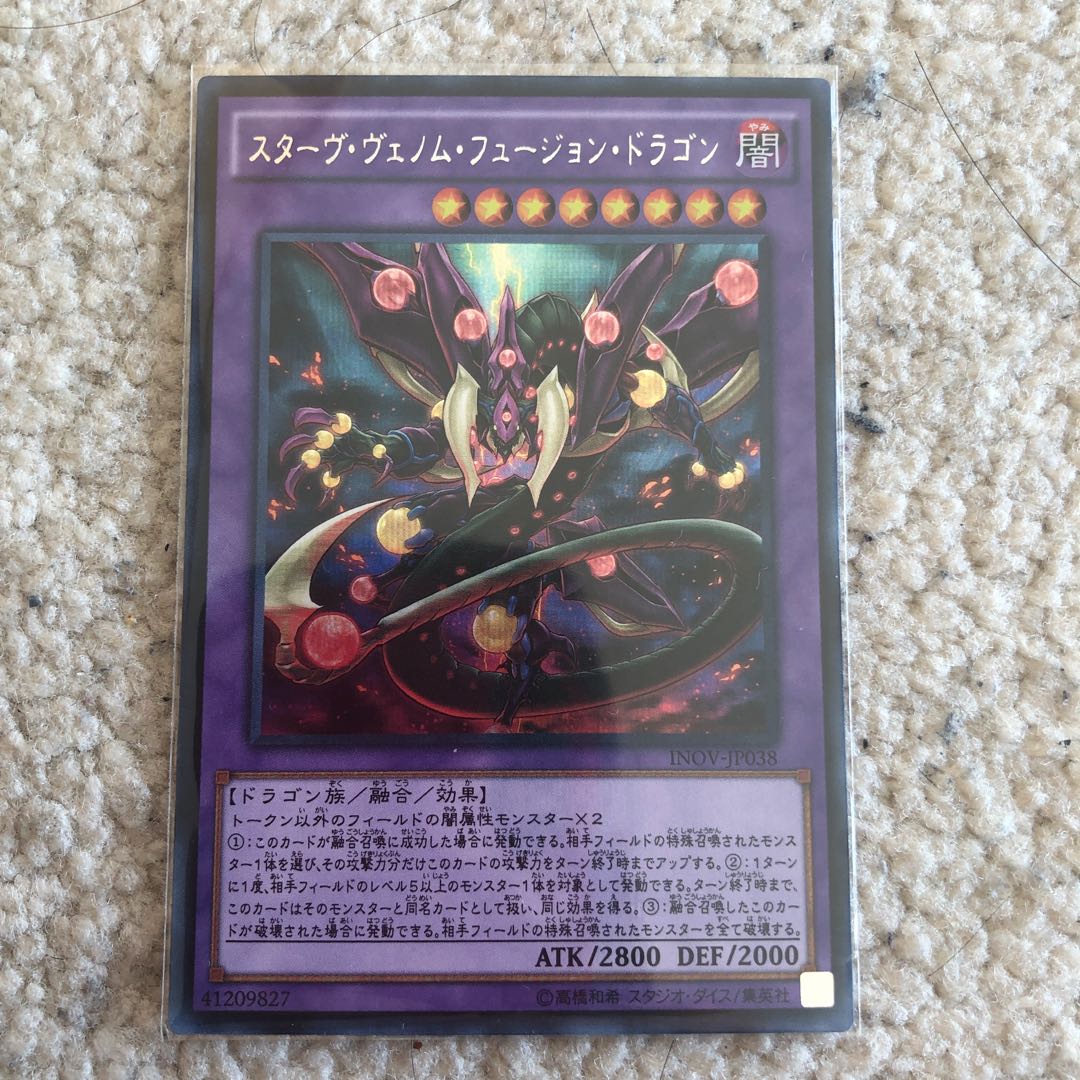 スターヴ・ヴェノム・フュージョン・ドラゴン 闇
INOV-JP038
【ドラゴン族/融合/効果】
トークン以外のフィールドの闇属性モンスター×2
①:このカードが融合召喚に成功した場合に発動できる。相手フィールドの特殊召喚されたモンス
ター1体を選び、その攻撃力分だけこのカードの攻撃力をターン終了時までアップする。②:1ターン
に1度、相手フィールドのレベル5以上のモンスター1体を対象として発動できる。ターン終了時まで、
このカードはそのモンスターと同名カードとして扱い、同じ効果を得る。③:融合召喚したこのカー
ドが破壊された場合に発動できる。相手フィールドの特殊召喚されたモンスターを全て破壊する。
ATK/2800 DEF/2000
41209827 ©高橋和希 スタジオ・ダイス/集英社